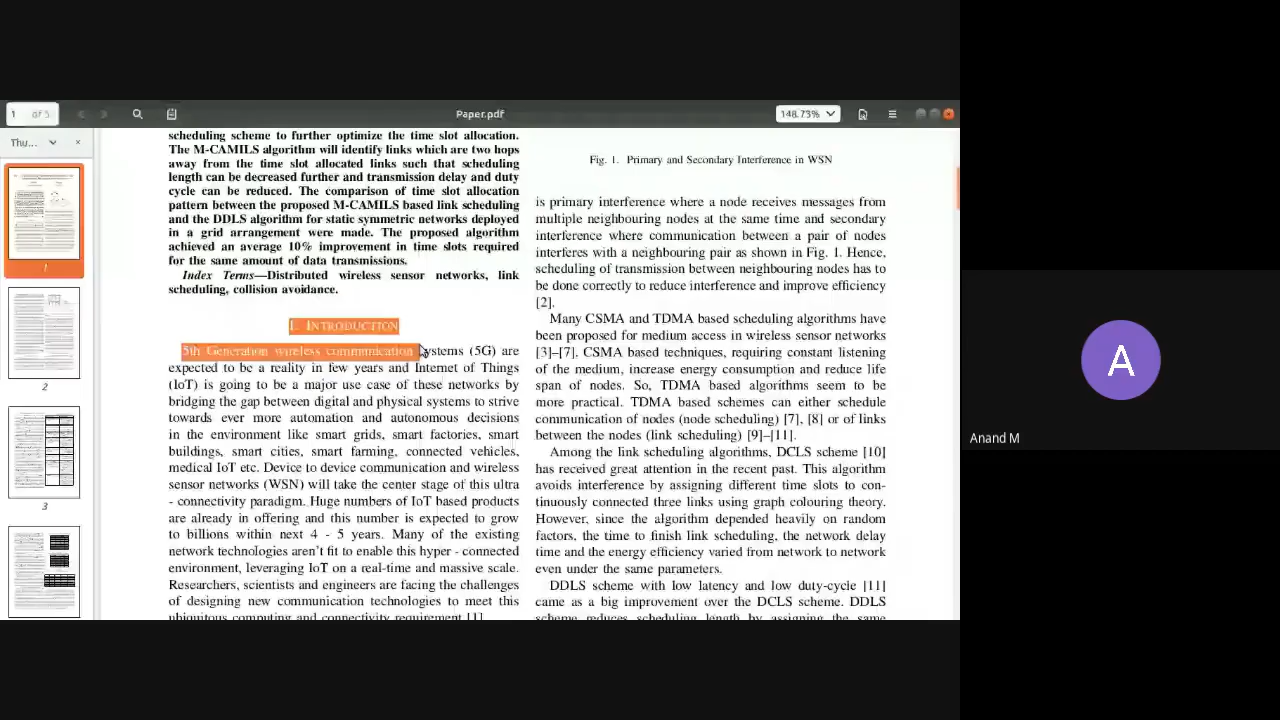 1 of 5
Paper.pdf
148.73%
Thu...
1
2
3
scheduling scheme to further optimize the time slot allocation.
The M-CAMILS algorithm will identify links which are two hops
away from the time slot allocated links such that scheduling
length can be decreased further and transmission delay and duty
cycle can be reduced. The comparison of time slot allocation
pattern between the proposed M-CAMILS based link scheduling
and the DDLS algorithm for static symmetric networks deployed
in a grid arrangement were made. The proposed algorithm
achieved an average 10% improvement in time slots required
for the same amount of data transmissions.
Index Terms—Distributed wireless sensor networks, link
scheduling, collision avoidance.
I. INTRODUCTION
5th Generation wireless communication systems (5G) are
expected to be a reality in few years and Internet of Things
(IoT) is going to be a major use case of these networks by
bridging the gap between digital and physical systems to strive
towards ever more automation and autonomous decisions
in the environment like smart grids, smart factories, smart
buildings, smart cities, smart farming, connected vehicles,
medical IoT etc. Device to device communication and wireless
sensor networks (WSN) will take the center stage of this ultra
- connectivity paradigm. Huge numbers of IoT based products
are already in offering and this number is expected to grow
to billions within next 4 - 5 years. Many of the existing
network technologies aren't fit to enable this hyper - connected
environment, leveraging IoT on a real-time and massive scale.
Researchers, scientists and engineers are facing the challenges
of designing new communication technologies to meet this
ubiquitous computing and connectivity requirement [1].
Fig. 1. Primary and Secondary Interference in WSN
is primary interference where a node receives messages from
multiple neighbouring nodes at the same time and secondary
interference where communication between a pair of nodes
interferes with a neighbouring pair as shown in Fig. 1. Hence,
scheduling of transmission between neighbouring nodes has to
be done correctly to reduce interference and improve efficiency
[2].
Many CSMA and TDMA based scheduling algorithms have
been proposed for medium access in wireless sensor networks
[3]–[7]. CSMA based techniques, requiring constant listening
of the medium, increase energy consumption and reduce life
span of nodes. So, TDMA based algorithms seem to be
more practical. TDMA based schemes can either schedule
communication of nodes (node scheduling) [7], [8] or of links
between the nodes (link scheduling) [9]–[11].
Among the link scheduling algorithms, DCLS scheme [10]
has received great attention in the recent past. This algorithm
avoids interference by assigning different time slots to con-
tinuously connected three links using graph colouring theory.
However, since the algorithm depended heavily on random
factors, the time to finish link scheduling, the network delay
time and the energy efficiency varied from network to network
even under the same parameters.
DDLS scheme with low latency and low duty-cycle [11]
came as a big improvement over the DCLS scheme. DDLS
scheme reduces scheduling length by assigning the same
A
Anand M